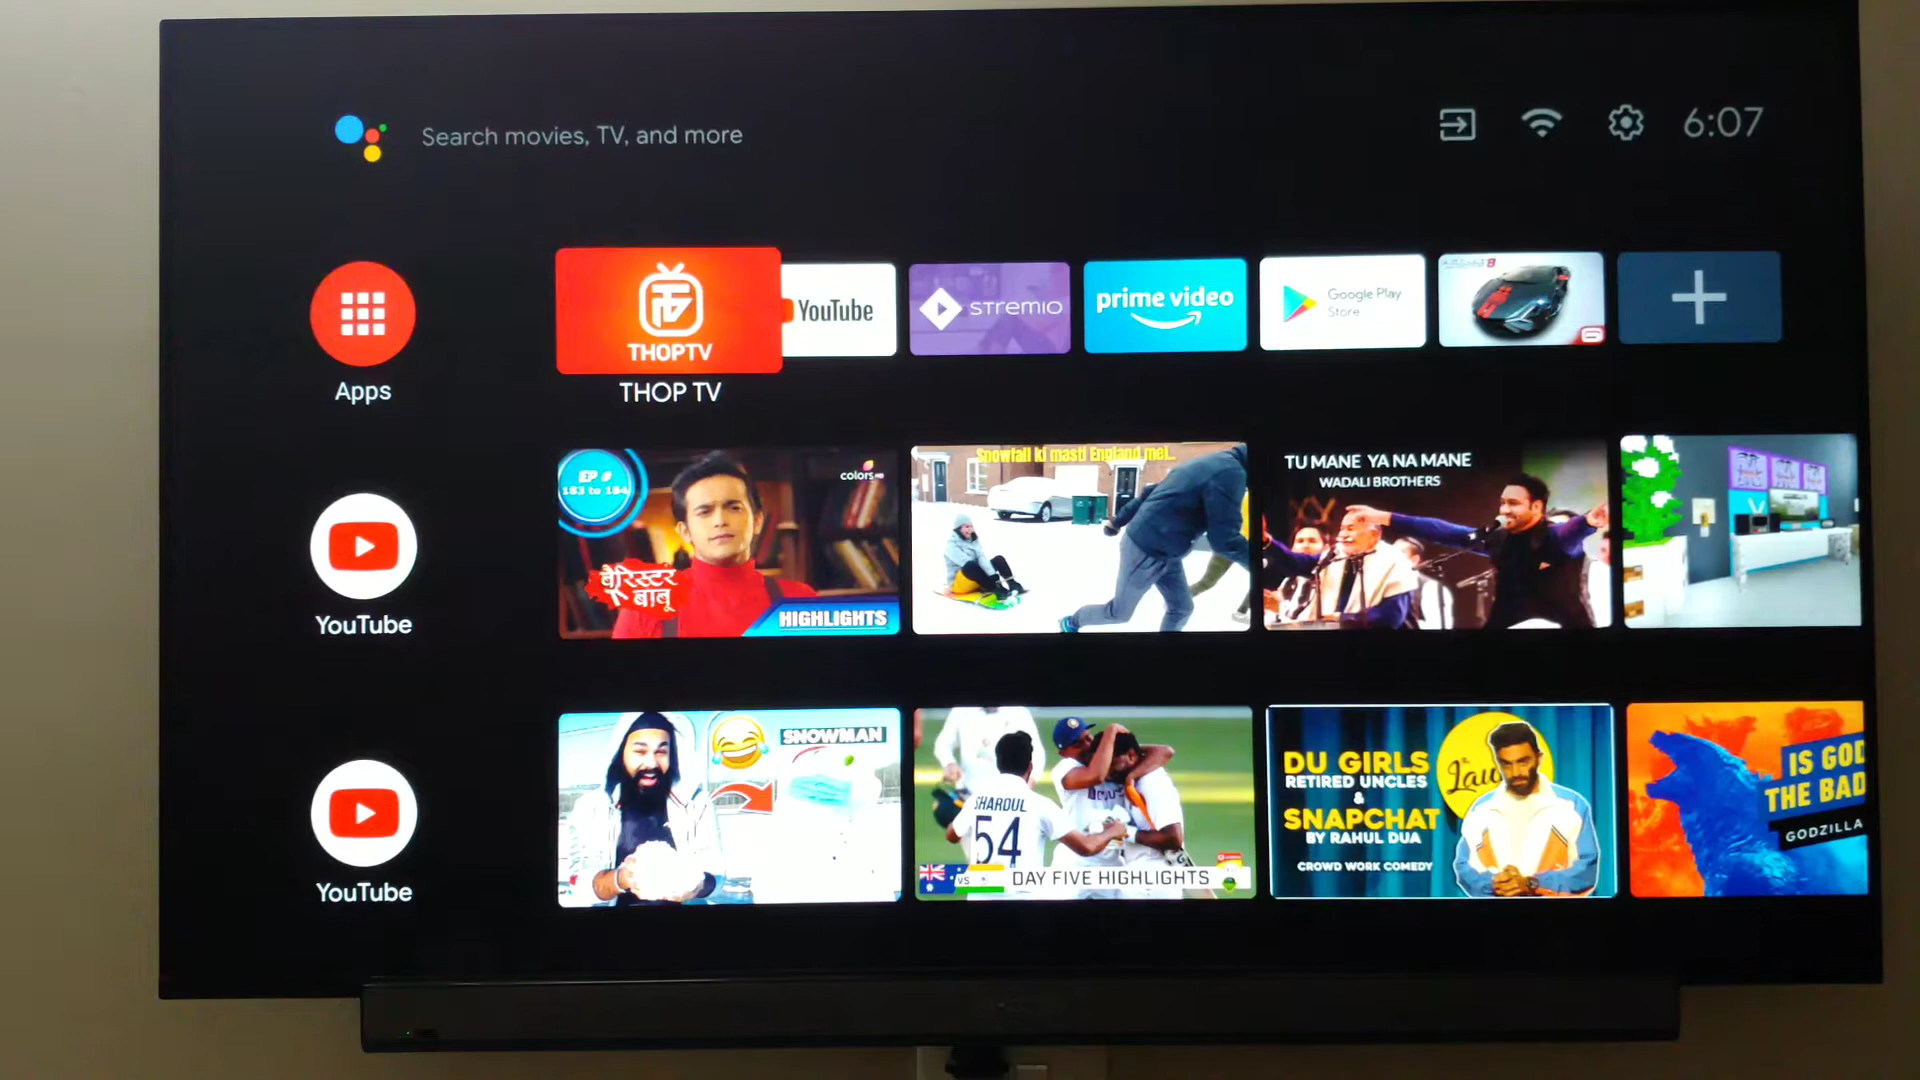 Search movies, TV, and more
6:07
THOPTV
YouTube
STREMIO
prime video
Google Play
Store
Apps
THOP TV
EP #
183 to 184
colors HD
बैरिस्टर
बाबू
HIGHLIGHTS
Snowfall ki masti England mei..
TU MANE YA NA MANE
WADALI BROTHERS
YouTube
SNOWMAN
SHARDUL
54
VS
DAY FIVE HIGHLIGHTS
DU GIRLS
RETIRED UNCLES
&
SNAPCHAT
BY RAHUL DUA
CROWD WORK COMEDY
Law
IS GOD
THE BAD
GODZILLA
YouTube